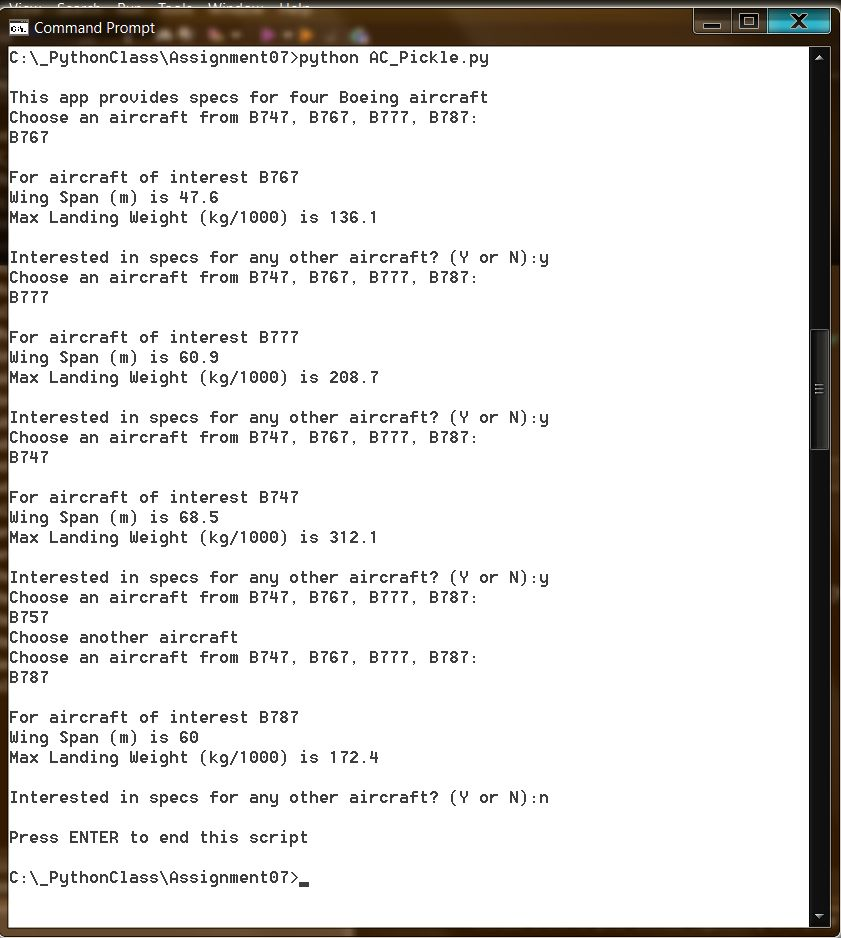 View Search Run Tools Window Help
Command Prompt
C:\_PythonClass\Assignment07>python AC_Pickle.py
This app provides specs for four Boeing aircraft
Choose an aircraft from B747, B767, B777, B787:
B767
For aircraft of interest B767
Wing Span (m) is 47.6
Max Landing Weight (kg/1000) is 136.1
Interested in specs for any other aircraft? (Y or N):y
Choose an aircraft from B747, B767, B777, B787:
B777
For aircraft of interest B777
Wing Span (m) is 60.9
Max Landing Weight (kg/1000) is 208.7
Interested in specs for any other aircraft? (Y or N):y
Choose an aircraft from B747, B767, B777, B787:
B747
For aircraft of interest B747
Wing Span (m) is 68.5
Max Landing Weight (kg/1000) is 312.1
Interested in specs for any other aircraft? (Y or N):y
Choose an aircraft from B747, B767, B777, B787:
B757
Choose another aircraft
Choose an aircraft from B747, B767, B777, B787:
B787
For aircraft of interest B787
Wing Span (m) is 60
Max Landing Weight (kg/1000) is 172.4
Interested in specs for any other aircraft? (Y or N):n
Press ENTER to end this script
C:\_PythonClass\Assignment07>_